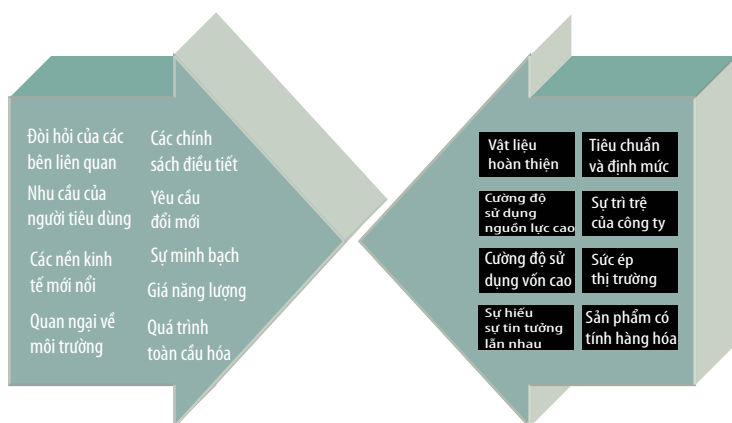 Đòi hỏi của các
bên liên quan
Nhu cầu của
người tiêu dùng
Các nền kinh
tế mới nổi
Quan ngại về
môi trường
Các chính
sách điều tiết
Yêu cầu
đổi mới
Sự minh bạch
Giá năng lượng
Quá trình
toàn cầu hóa
Vật liệu
hoàn thiện
Cường độ
sử dụng
nguồn lực cao
Cường độ sử
dụng vốn cao
Sự hiếu
sự tin tưởng
lẫn nhau
Tiêu chuẩn
và định mức
Sự trì trệ
của công ty
Sức ép
thị trường
Sản phẩm có
tính hàng hóa